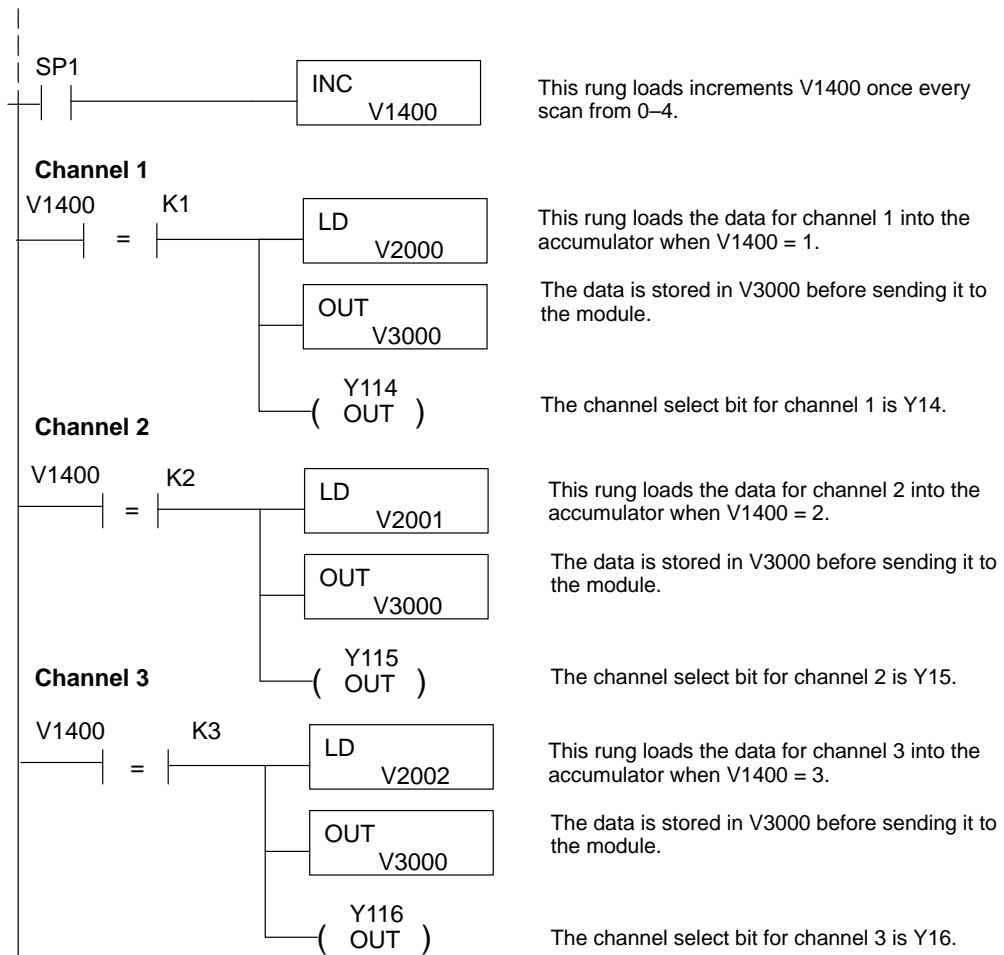 SP1
INC
V1400
This rung loads increments V1400 once every
scan from 0–4.
Channel 1
V1400 K1
=
LD
V2000
This rung loads the data for channel 1 into the
accumulator when V1400 = 1.
OUT
V3000
The data is stored in V3000 before sending it to
the module.
Y114
( OUT )
The channel select bit for channel 1 is Y14.
Channel 2
V1400 K2
=
LD
V2001
This rung loads the data for channel 2 into the
accumulator when V1400 = 2.
OUT
V3000
The data is stored in V3000 before sending it to
the module.
Y115
( OUT )
The channel select bit for channel 2 is Y15.
Channel 3
V1400 K3
=
LD
V2002
This rung loads the data for channel 3 into the
accumulator when V1400 = 3.
OUT
V3000
The data is stored in V3000 before sending it to
the module.
Y116
( OUT )
The channel select bit for channel 3 is Y16.